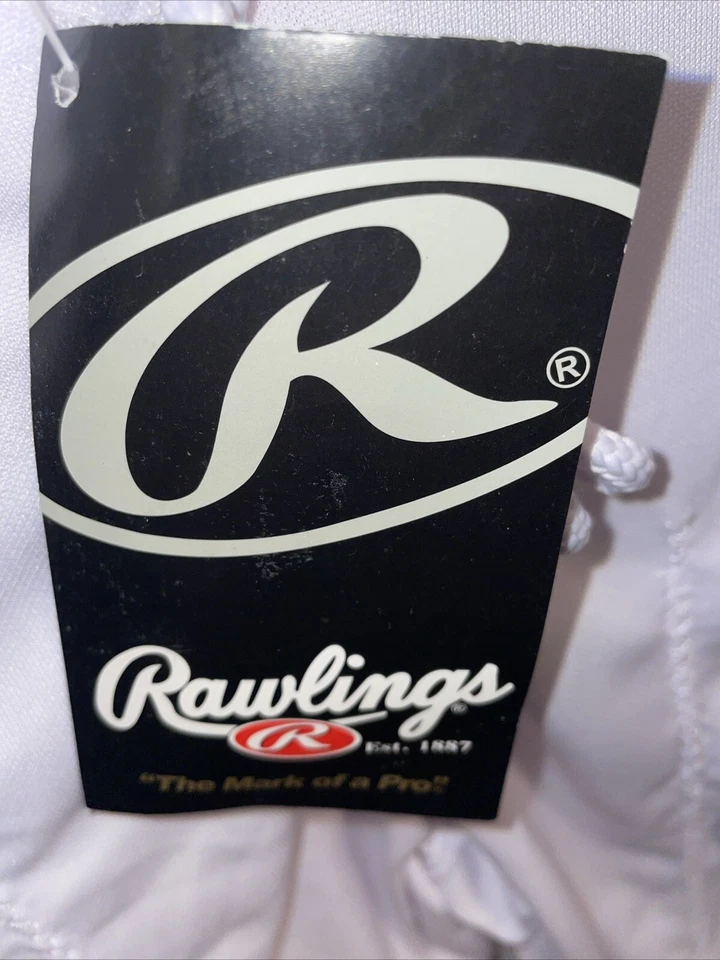 R ®
Rawlings®
R Est. 1887
"The Mark of a Pro"®